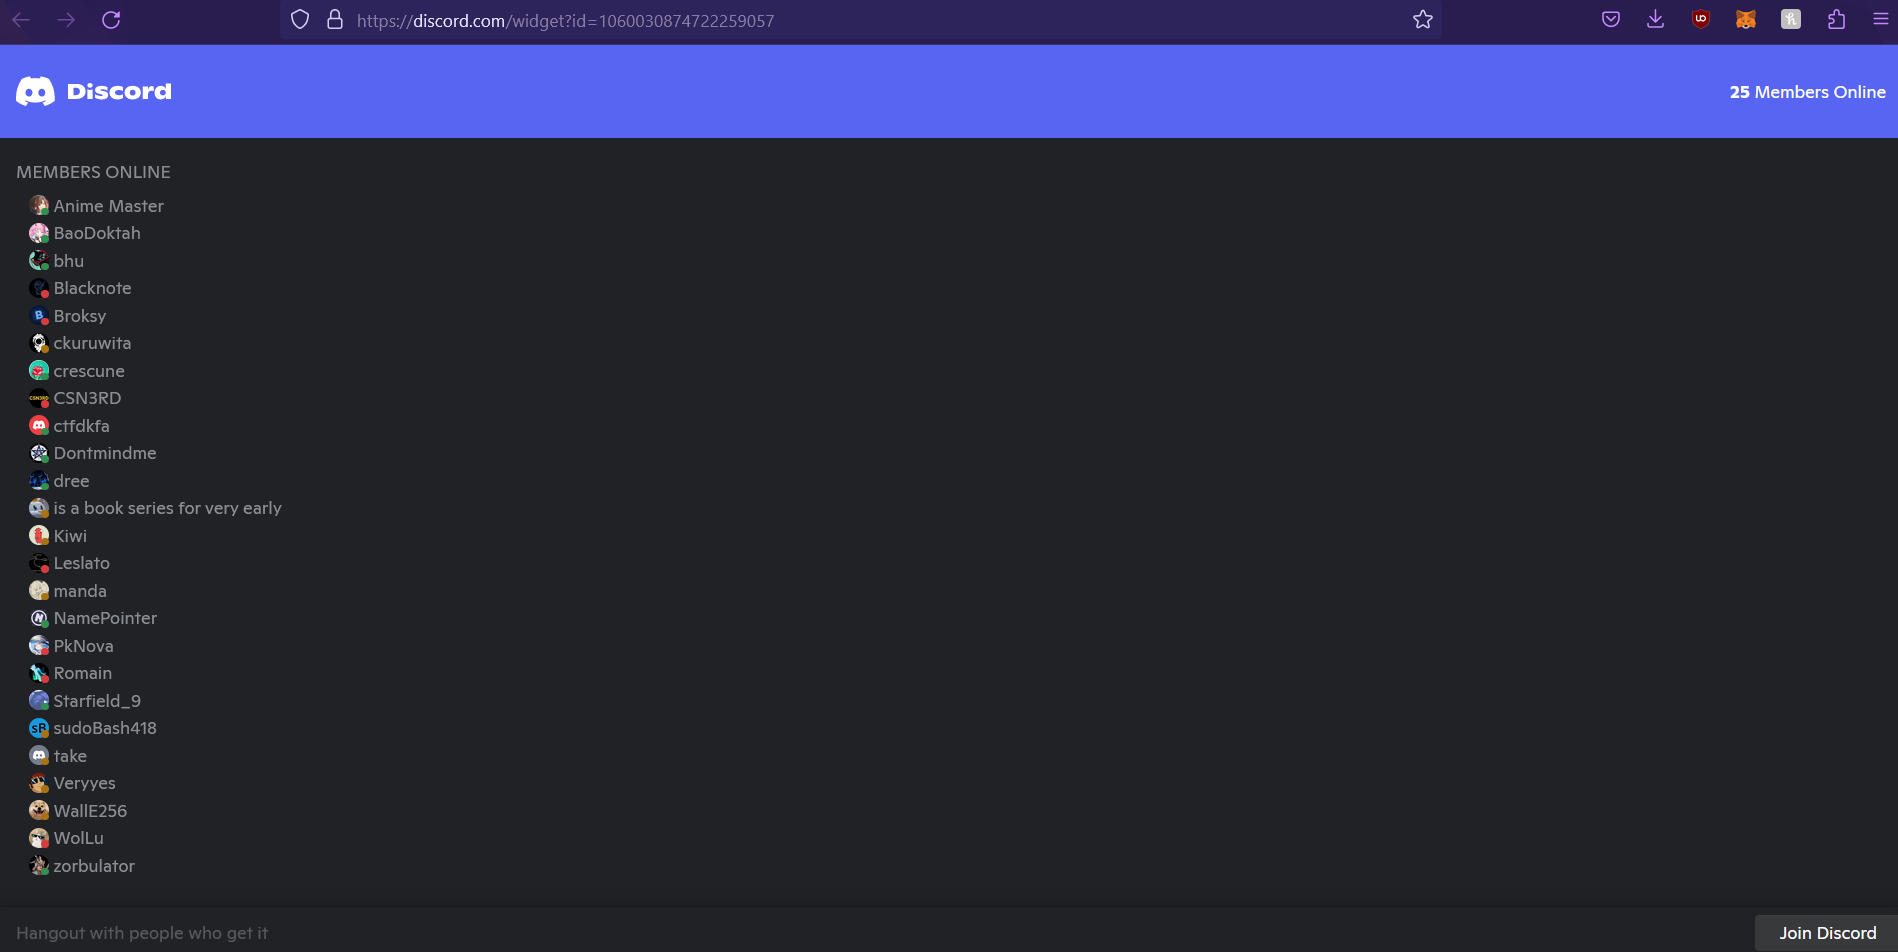 https://discord.com/widget?id=1060030874722259057
Discord
25 Members Online
MEMBERS ONLINE
Anime Master
BaoDoktah
bhu
Blacknote
B Broksy
ckuruwita
crescune
CSN3RD CSN3RD
ctfdkfa
Dontmindme
dree
is a book series for very early
Kiwi
Leslato
manda
N NamePointer
PkNova
Romain
Starfield_9
sR sudoBash418
take
Veryyes
WallE256
WolLu
zorbulator
Hangout with people who get it
Join Discord